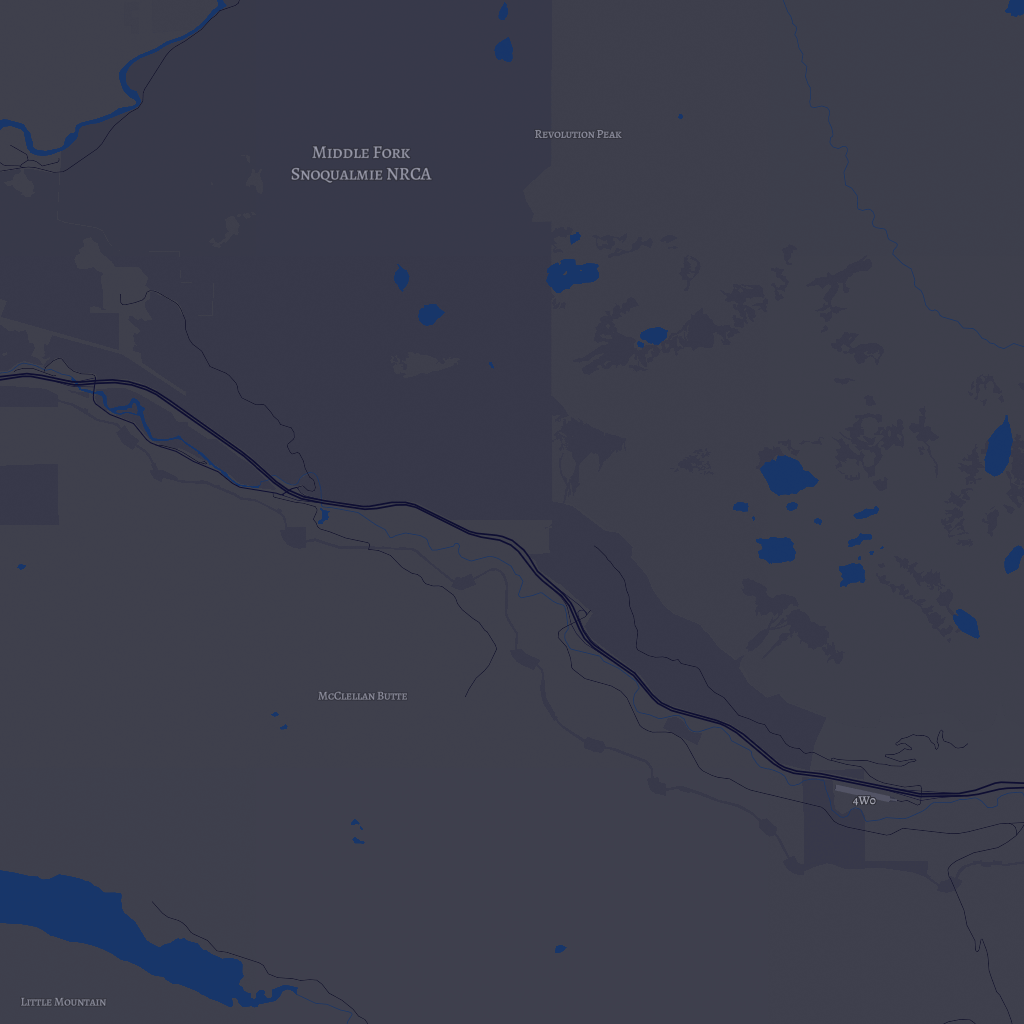 Revolution Peak
Middle Fork
Snoqualmie NRCA
McClellan Butte
4W0
Little Mountain